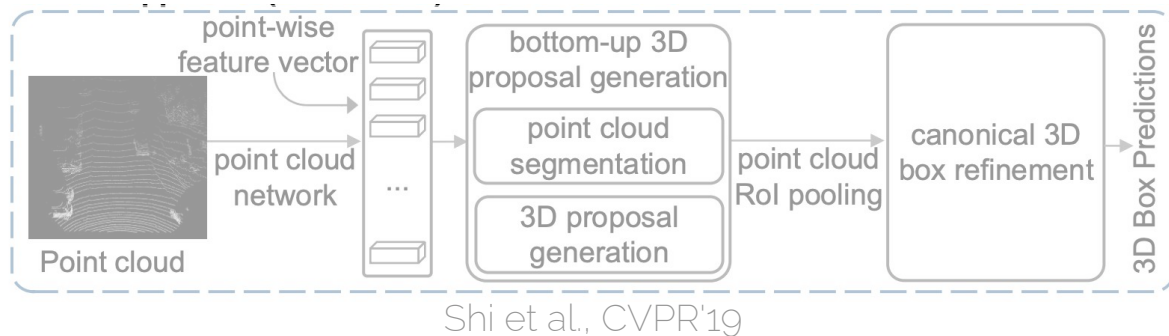 point-wise
feature vector
Point cloud
point cloud
network
...
bottom-up 3D
proposal generation
point cloud
segmentation
3D proposal
generation
point cloud
RoI pooling
canonical 3D
box refinement
3D Box Predictions
Shi et al., CVPR'19